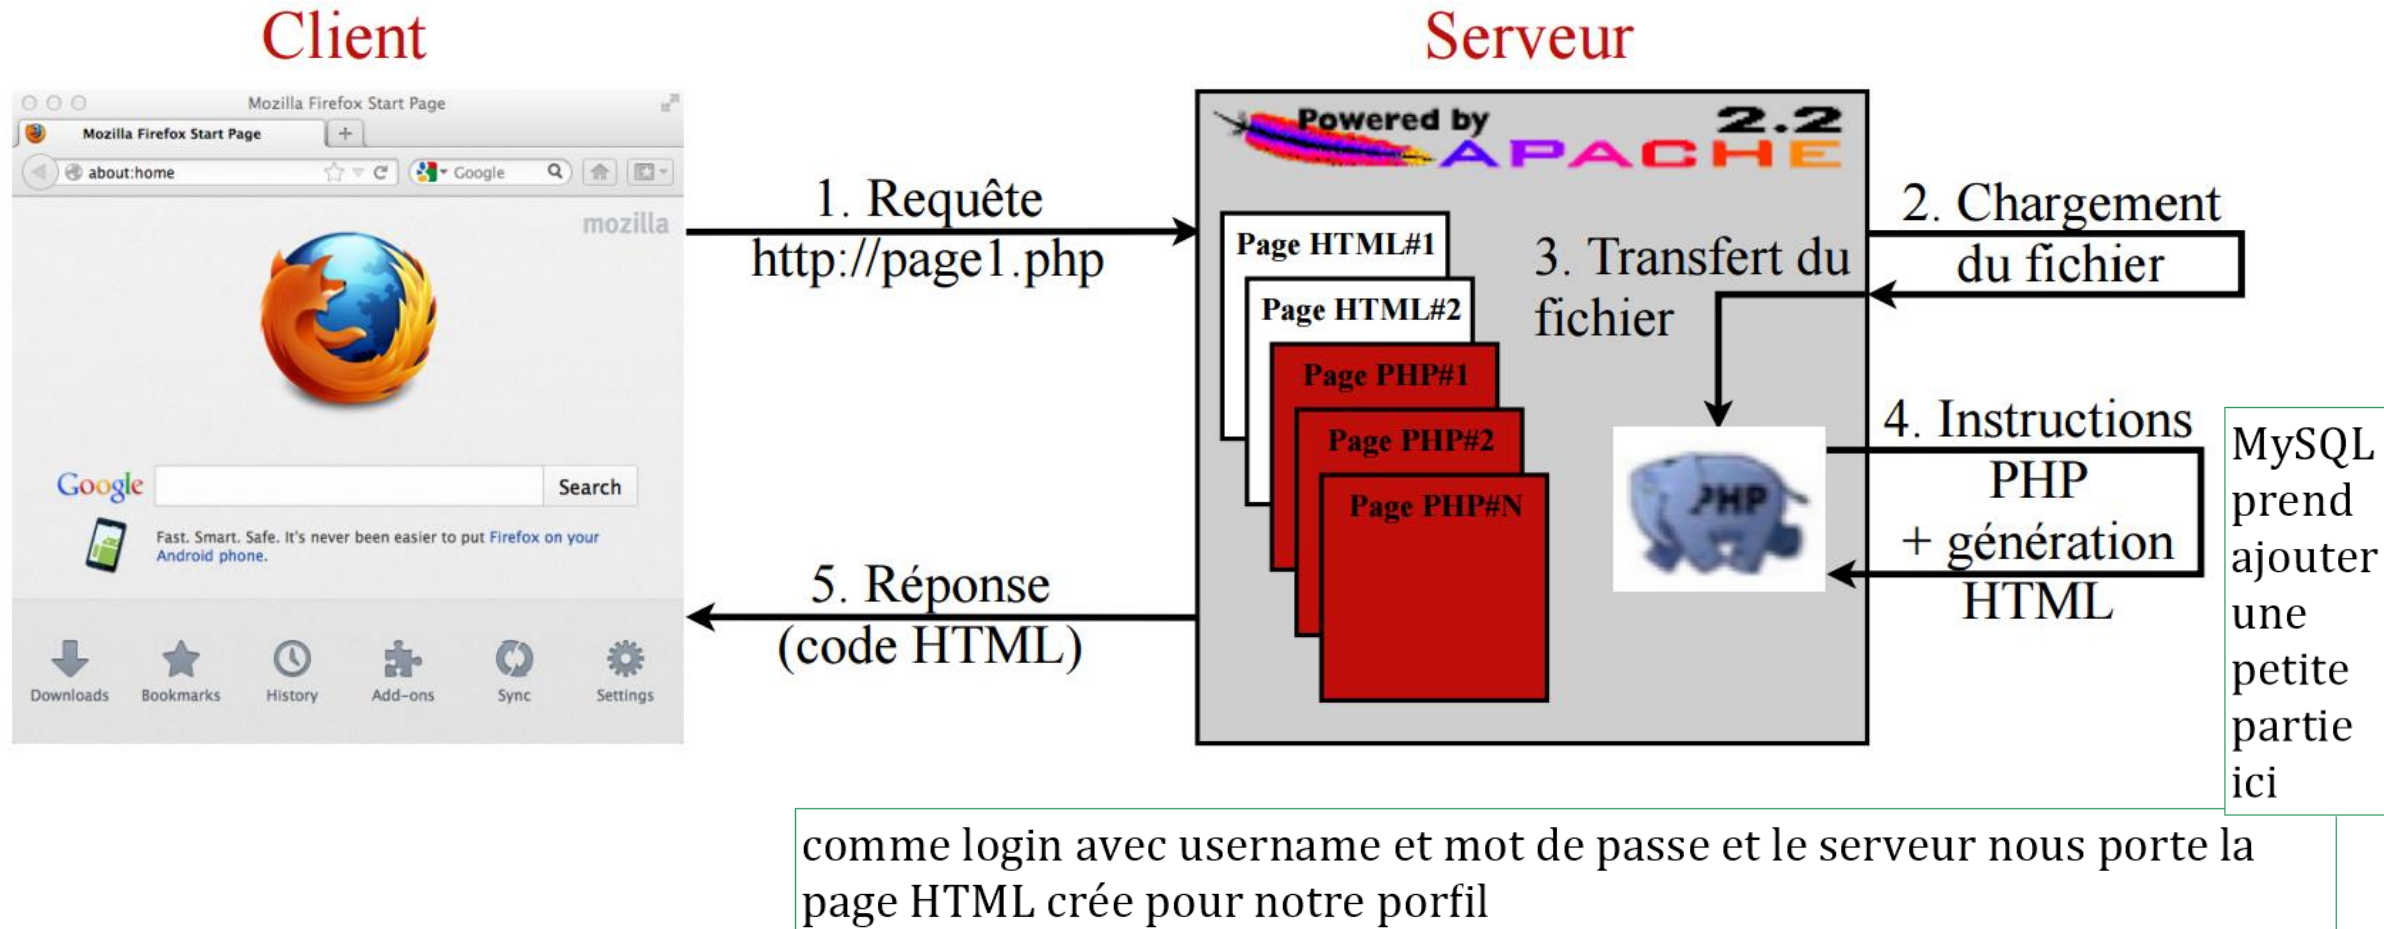 Client
Serveur
Mozilla Firefox Start Page
Mozilla Firefox Start Page
about:home
Google
mozilla
Google
Search
Fast. Smart. Safe. It's never been easier to put Firefox on your
Android phone.
Downloads
Bookmarks
History
Add-ons
Sync
Settings
1. Requête
http://page1.php
5. Réponse
(code HTML)
Powered by
APACHE
2.2
Page HTML#1
Page HTML#2
Page PHP#1
Page PHP#2
Page PHP#N
3. Transfert du
fichier
PHP
2. Chargement
du fichier
4. Instructions
PHP
+ génération
HTML
MySQL
prend
ajouter
une
petite
partie
ici
comme login avec username et mot de passe et le serveur nous porte la
page HTML crée pour notre porfil